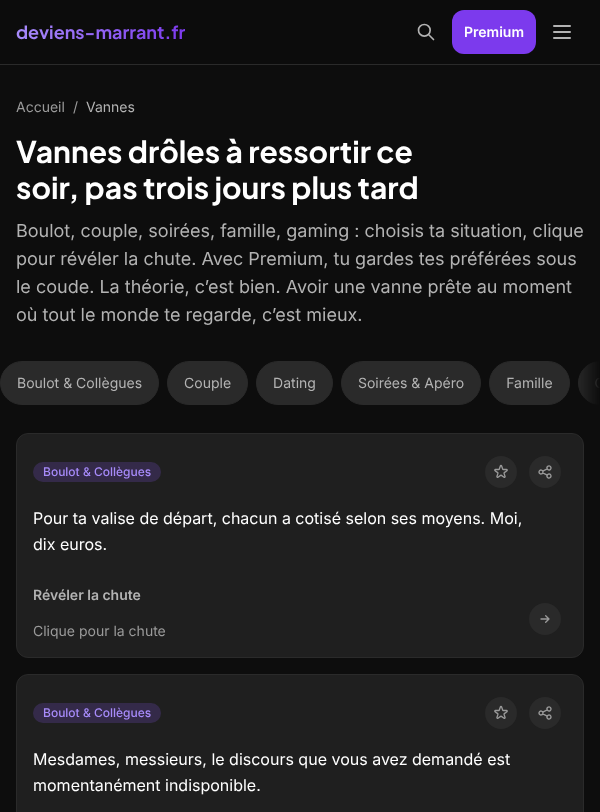 deviens-marrant.fr
Premium
Accueil / Vannes
Vannes drôles à ressortir ce
soir, pas trois jours plus tard
Boulot, couple, soirées, famille, gaming : choisis ta situation, clique
pour révéler la chute. Avec Premium, tu gardes tes préférées sous
le coude. La théorie, c’est bien. Avoir une vanne prête au moment
où tout le monde te regarde, c’est mieux.
Boulot & Collègues
Couple
Dating
Soirées & Apéro
Famille
Boulot & Collègues
Pour ta valise de départ, chacun a cotisé selon ses moyens. Moi,
dix euros.
Révéler la chute
Clique pour la chute
Boulot & Collègues
Mesdames, messieurs, le discours que vous avez demandé est
momentanément indisponible.